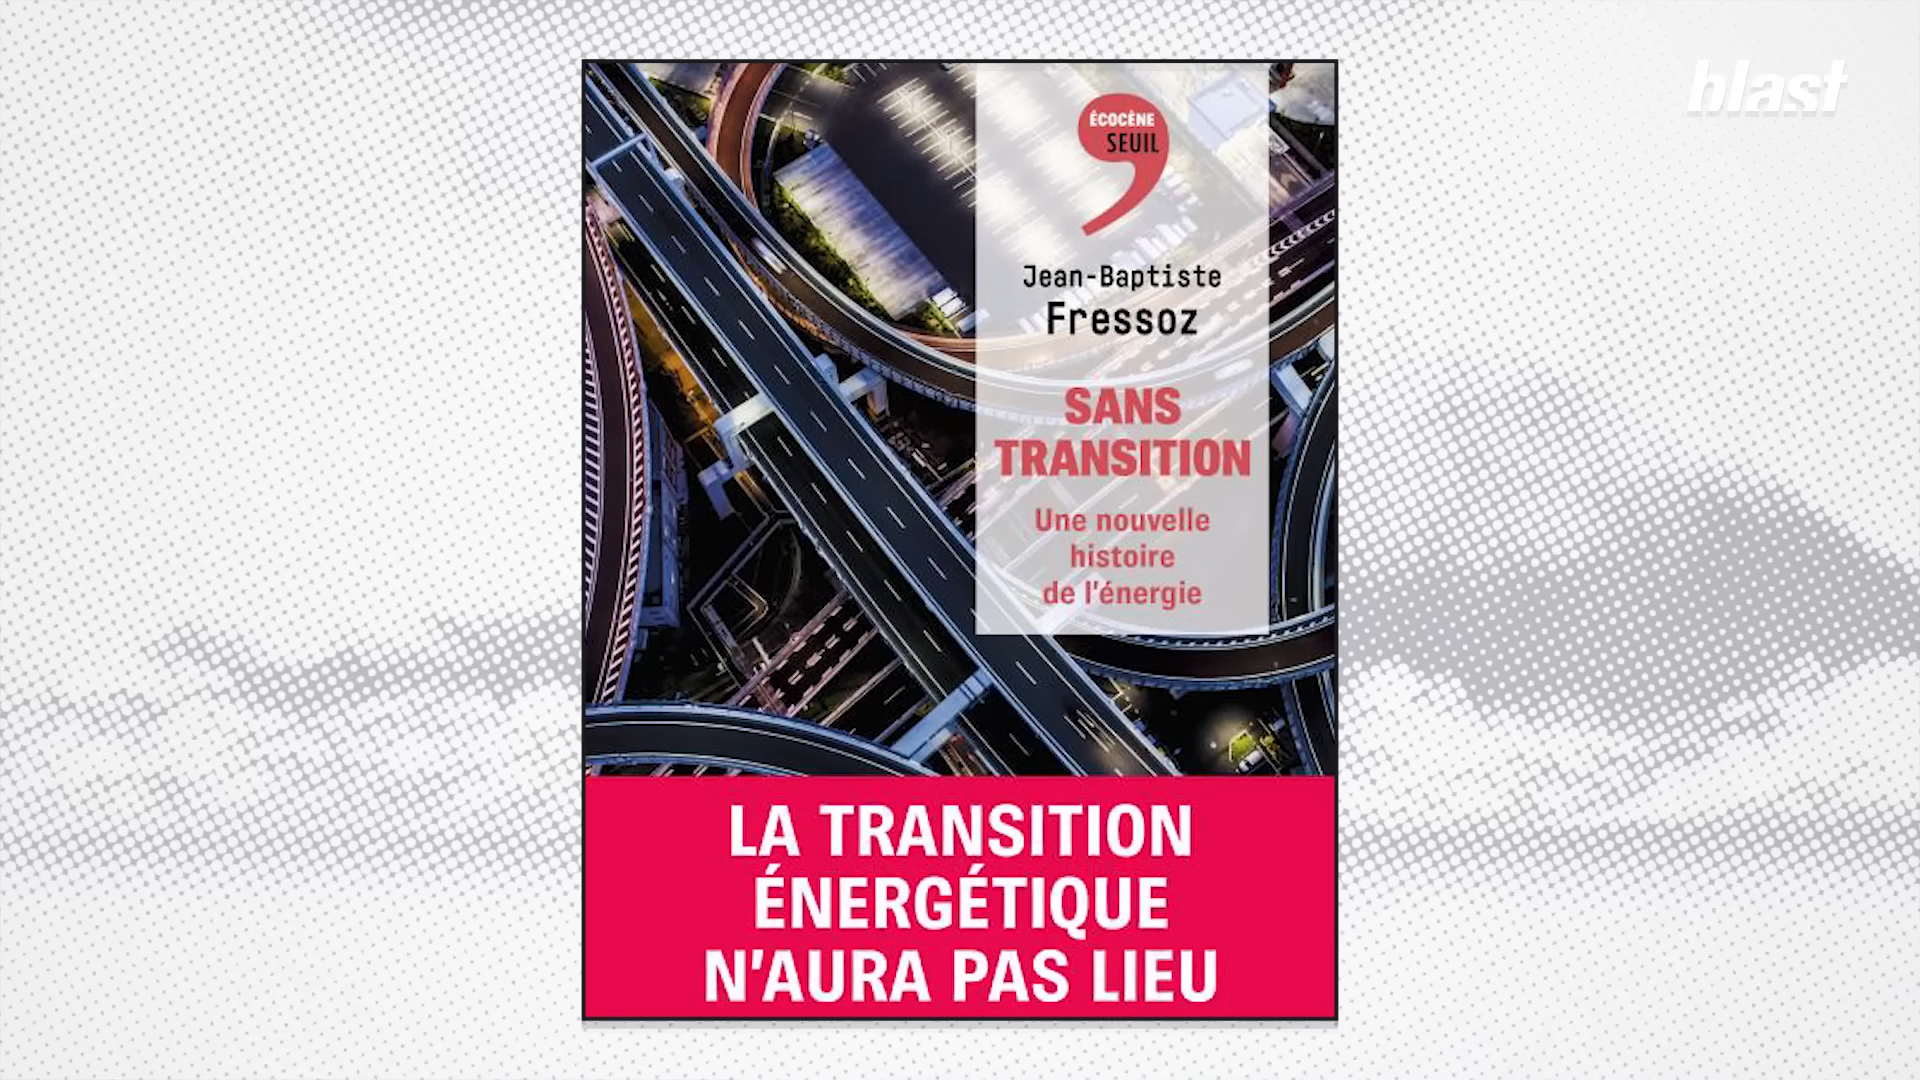 blast
ÉCOCÈNE
SEUIL
Jean-Baptiste
Fressoz
SANS
TRANSITION
Une nouvelle
histoire
de l'énergie
LA TRANSITION
ÉNERGÉTIQUE
N'AURA PAS LIEU